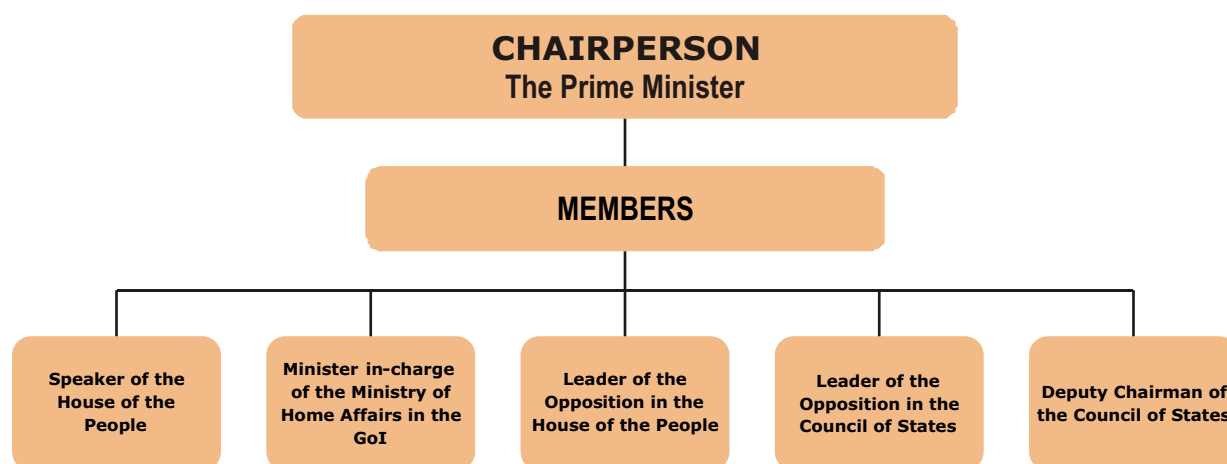 CHAIRPERSON
The Prime Minister
MEMBERS
Speaker of the
House of the
People
Minister in-charge
of the Ministry of
Home Affairs in the
GoI
Leader of the
Opposition in the
House of the People
Leader of the
Opposition in the
Council of States
Deputy Chairman of
the Council of States